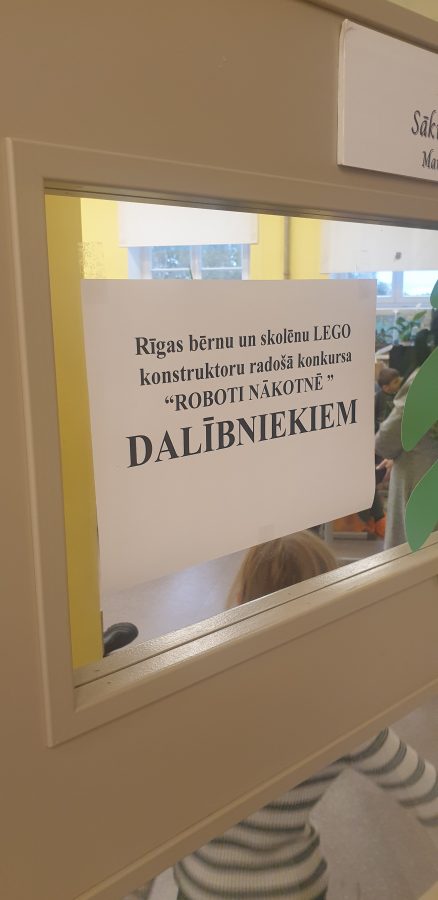 Rīgas bērnu un skolēnu LEGO
konstruktoru radošā konkursa
“ROBOTI NĀKOTNĒ ”
DALĪBNIEKIEM